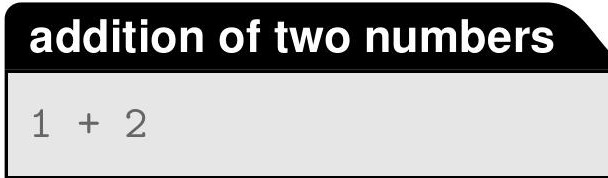 addition of two numbers
1 + 2